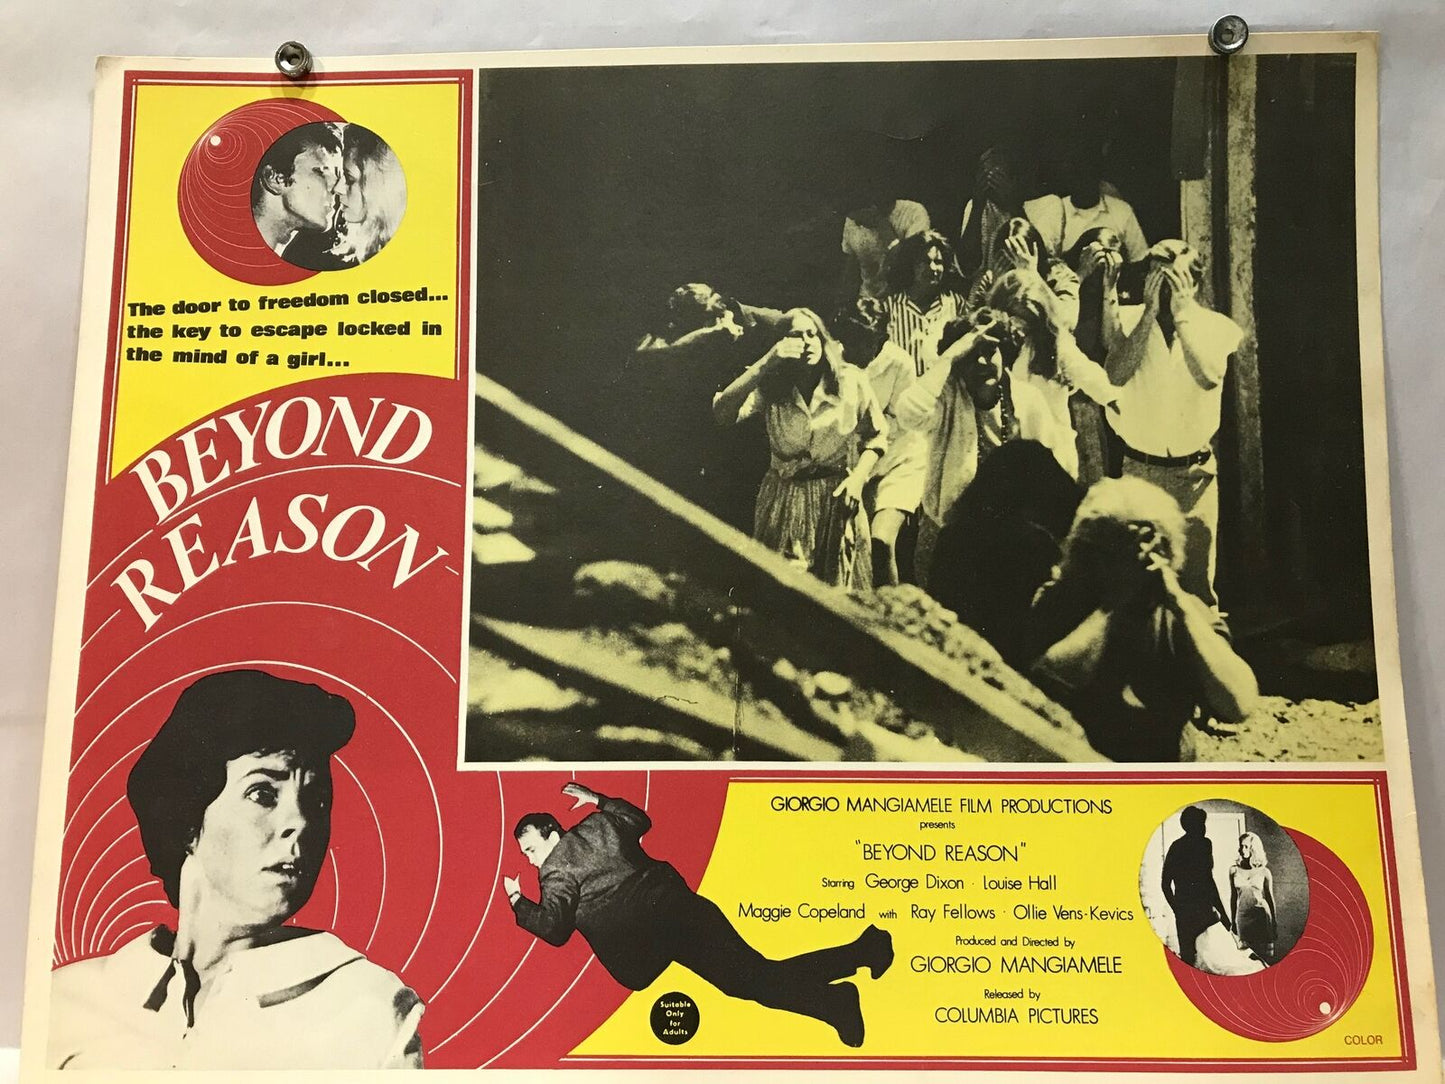 The door to freedom closed...
the key to escape locked in
the mind of a girl...
BEYOND
REASON
GIORGIO MANGIAMELE FILM PRODUCTIONS
presents
"BEYOND REASON"
Starring George Dixon · Louise Hall
Maggie Copeland with Ray Fellows · Ollie Vens-Kevics
Produced and Directed by
GIORGIO MANGIAMELE
Released by
COLUMBIA PICTURES
Suitable
Only
for
Adults
COLOR